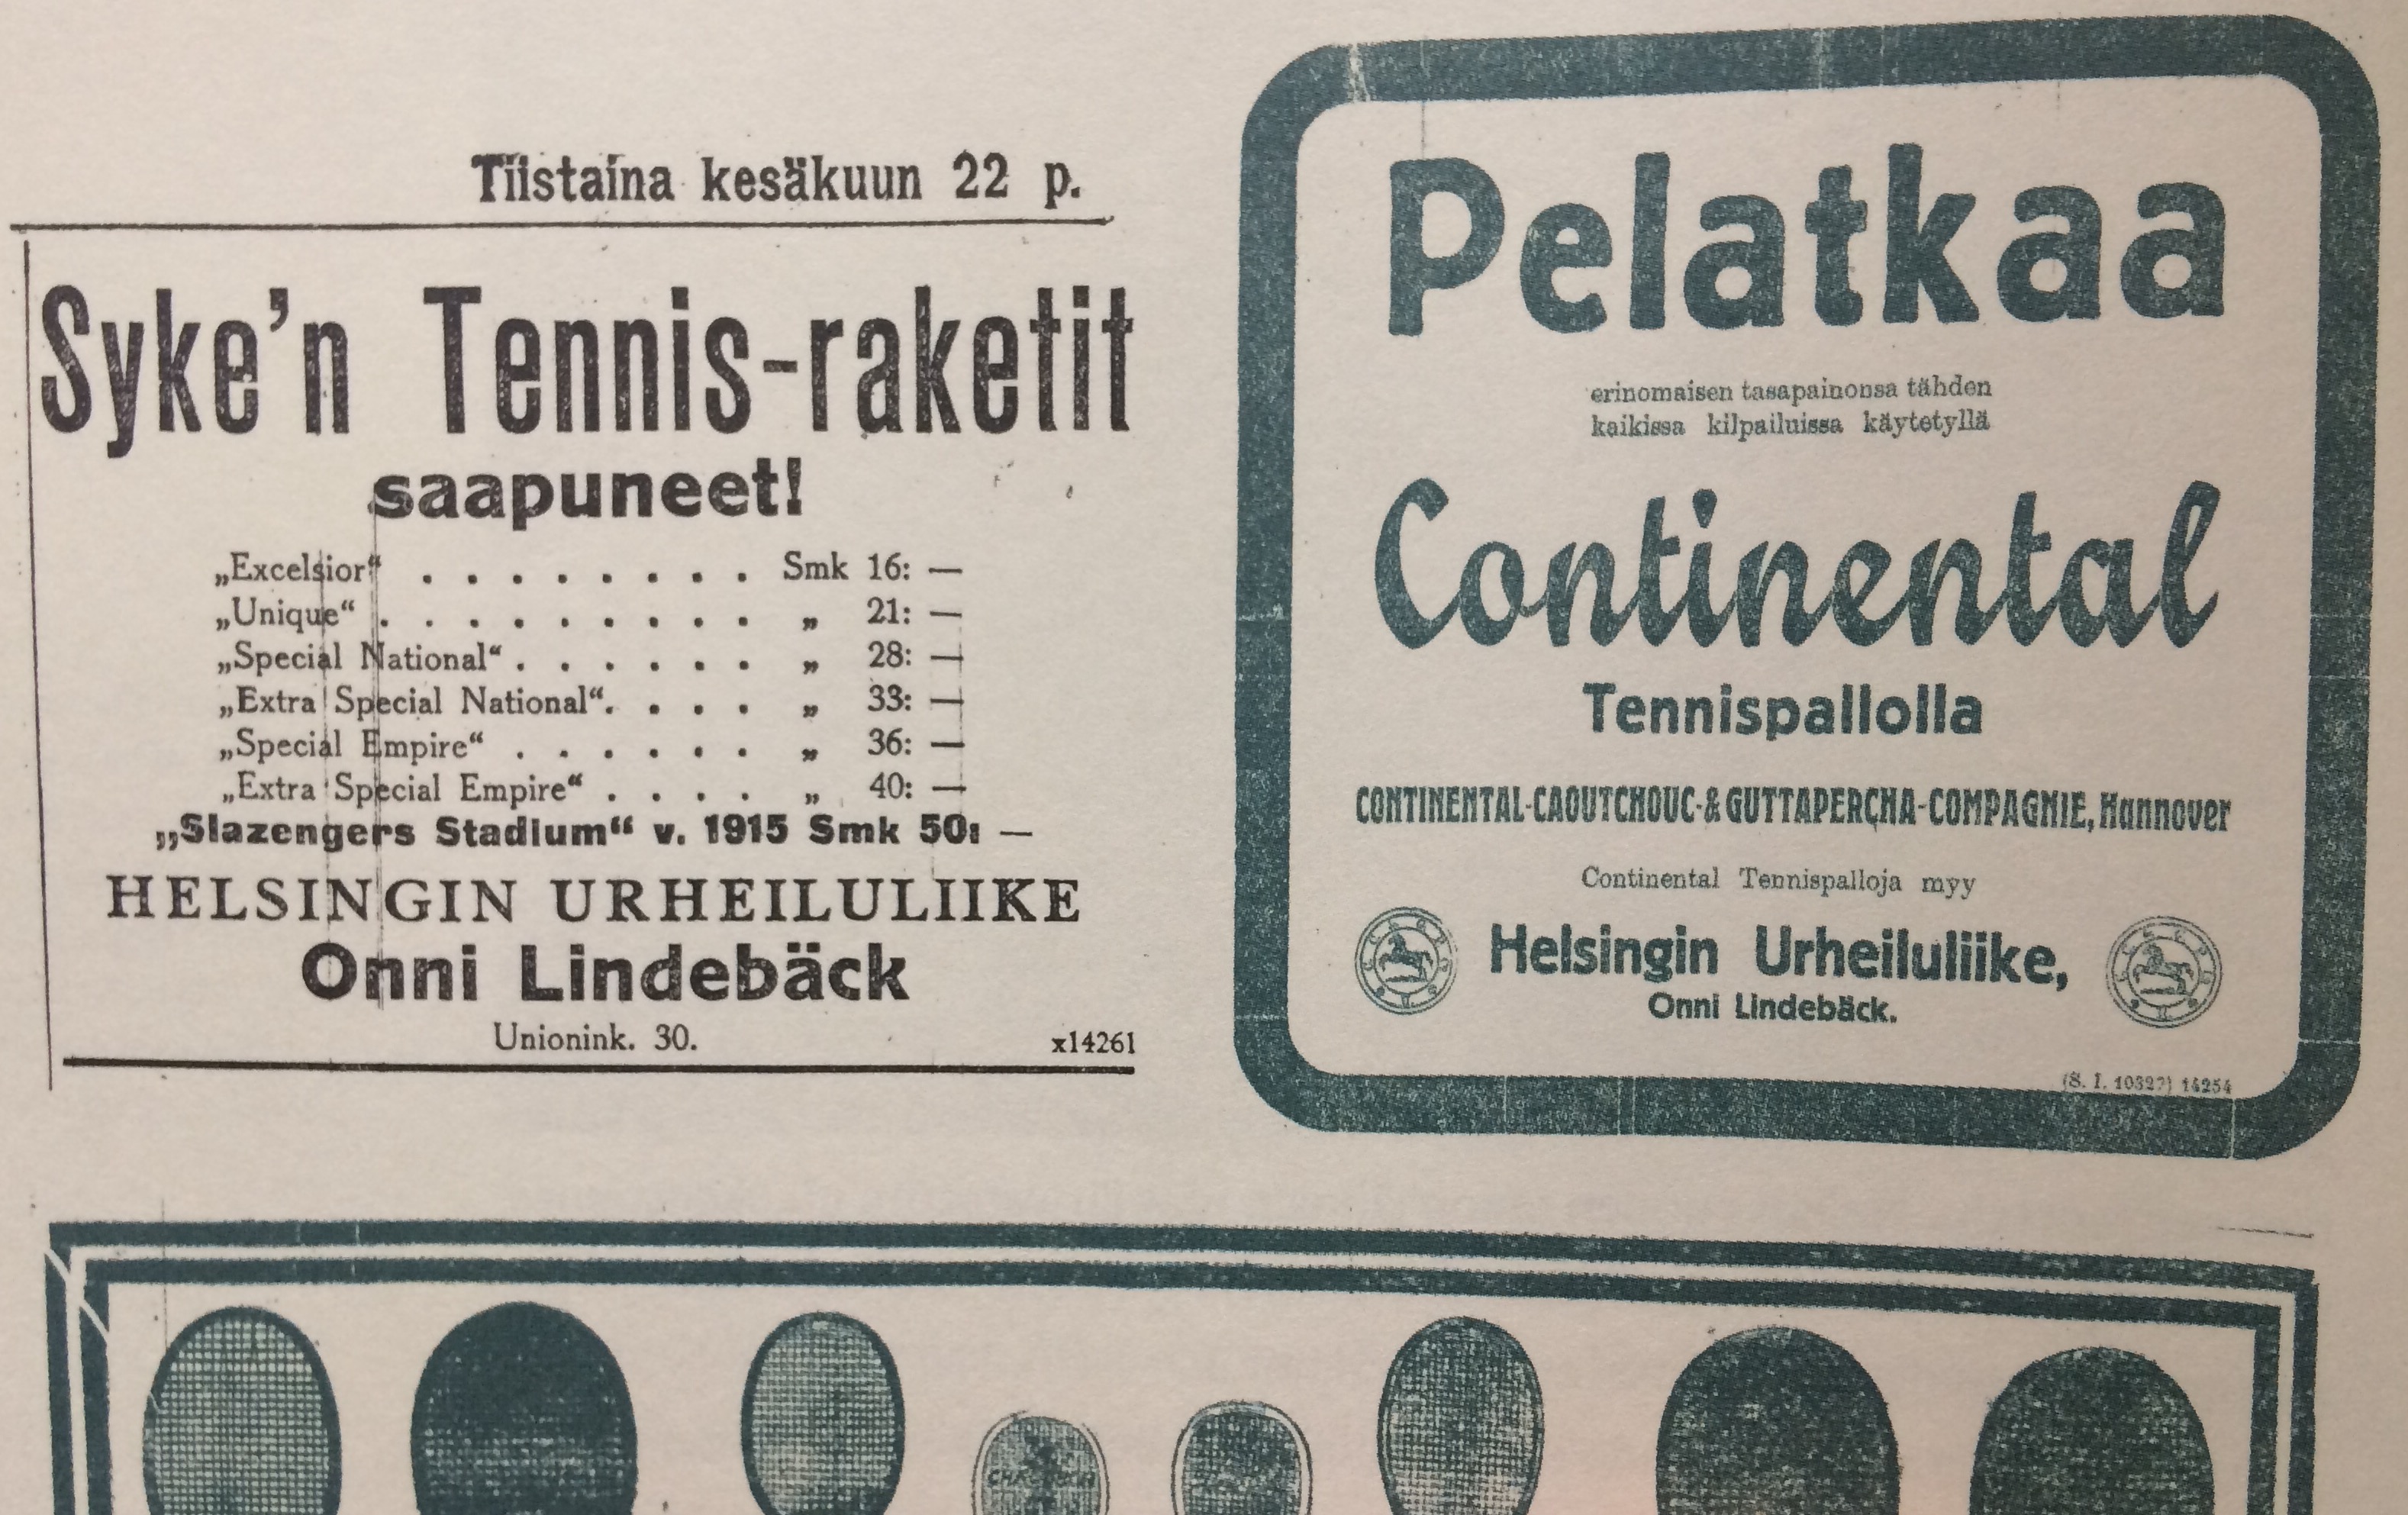 Tiistaina kesäkuun 22 p.
Syke'n Tennis-raketit
saapuneet!
„Excelsior“ . . . . . . . . Smk 16: —
„Unique“ . . . . . . . . . „ 21: —
„Special National“ . . . . . . „ 28: —
„Extra Special National“. . . . „ 33: —
„Special Empire“ . . . . . . „ 36: —
„Extra Special Empire“ . . . . „ 40: —
„Slazengers Stadium“ v. 1915 Smk 50: —
HELSINGIN URHEILULIIKE
Onni Lindebäck
Unionink. 30.
x14261
Pelatkaa
erinomaisen tasapainonsa tähden
kaikissa kilpailuissa käytetyllä
Continental
Tennispallolla
CONTINENTAL-CAOUTCHOUC-& GUTTAPERCHA-COMPAGNIE, Hannover
Continental Tennispalloja myy
Helsingin Urheiluliike,
Onni Lindebäck.
(S. I. 14254